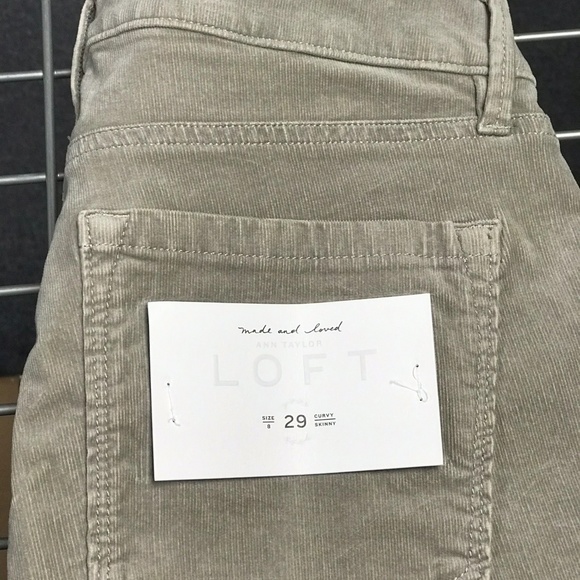 made and loved
ANN TAYLOR
LOFT
SIZE 8 29 CURVY SKINNY